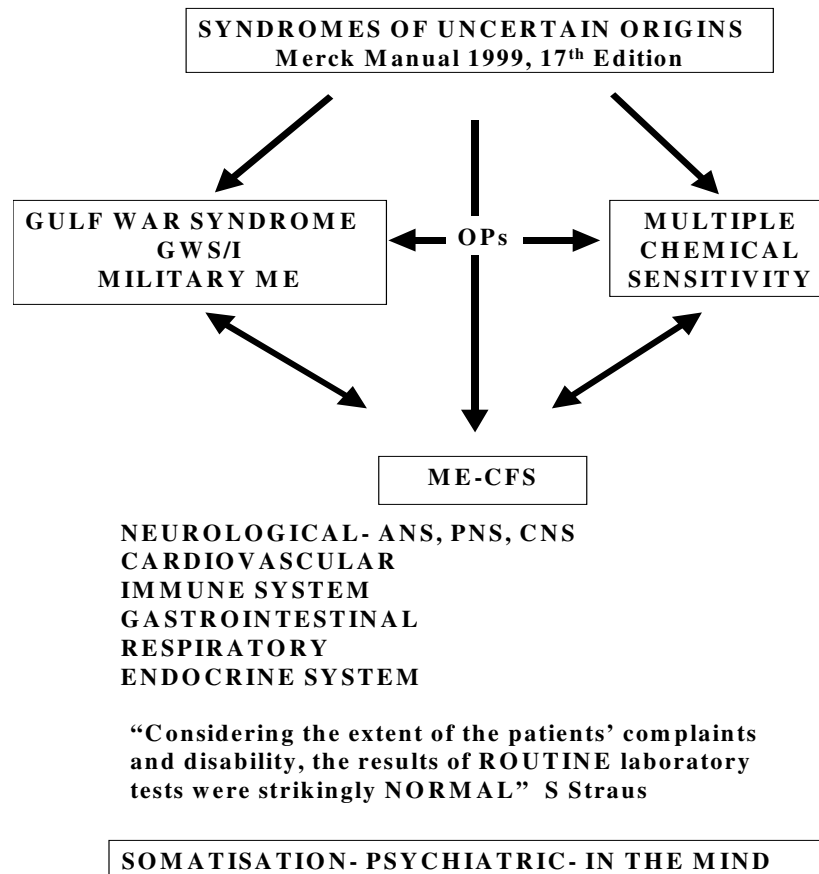 SYNDROMES OF UNCERTAIN ORIGINS
Merck Manual 1999, 17th Edition
GULF WAR SYNDROME
GWS/I
MILITARY ME
OPs
MULTIPLE
CHEMICAL
SENSITIVITY
ME-CFS
NEUROLOGICAL- ANS, PNS, CNS
CARDIOVASCULAR
IMMUNE SYSTEM
GASTROINTESTINAL
RESPIRATORY
ENDOCRINE SYSTEM
“Considering the extent of the patients’ complaints
and disability, the results of ROUTINE laboratory
tests were strikingly NORMAL” S Straus
SOMATISATION- PSYCHIATRIC- IN THE MIND